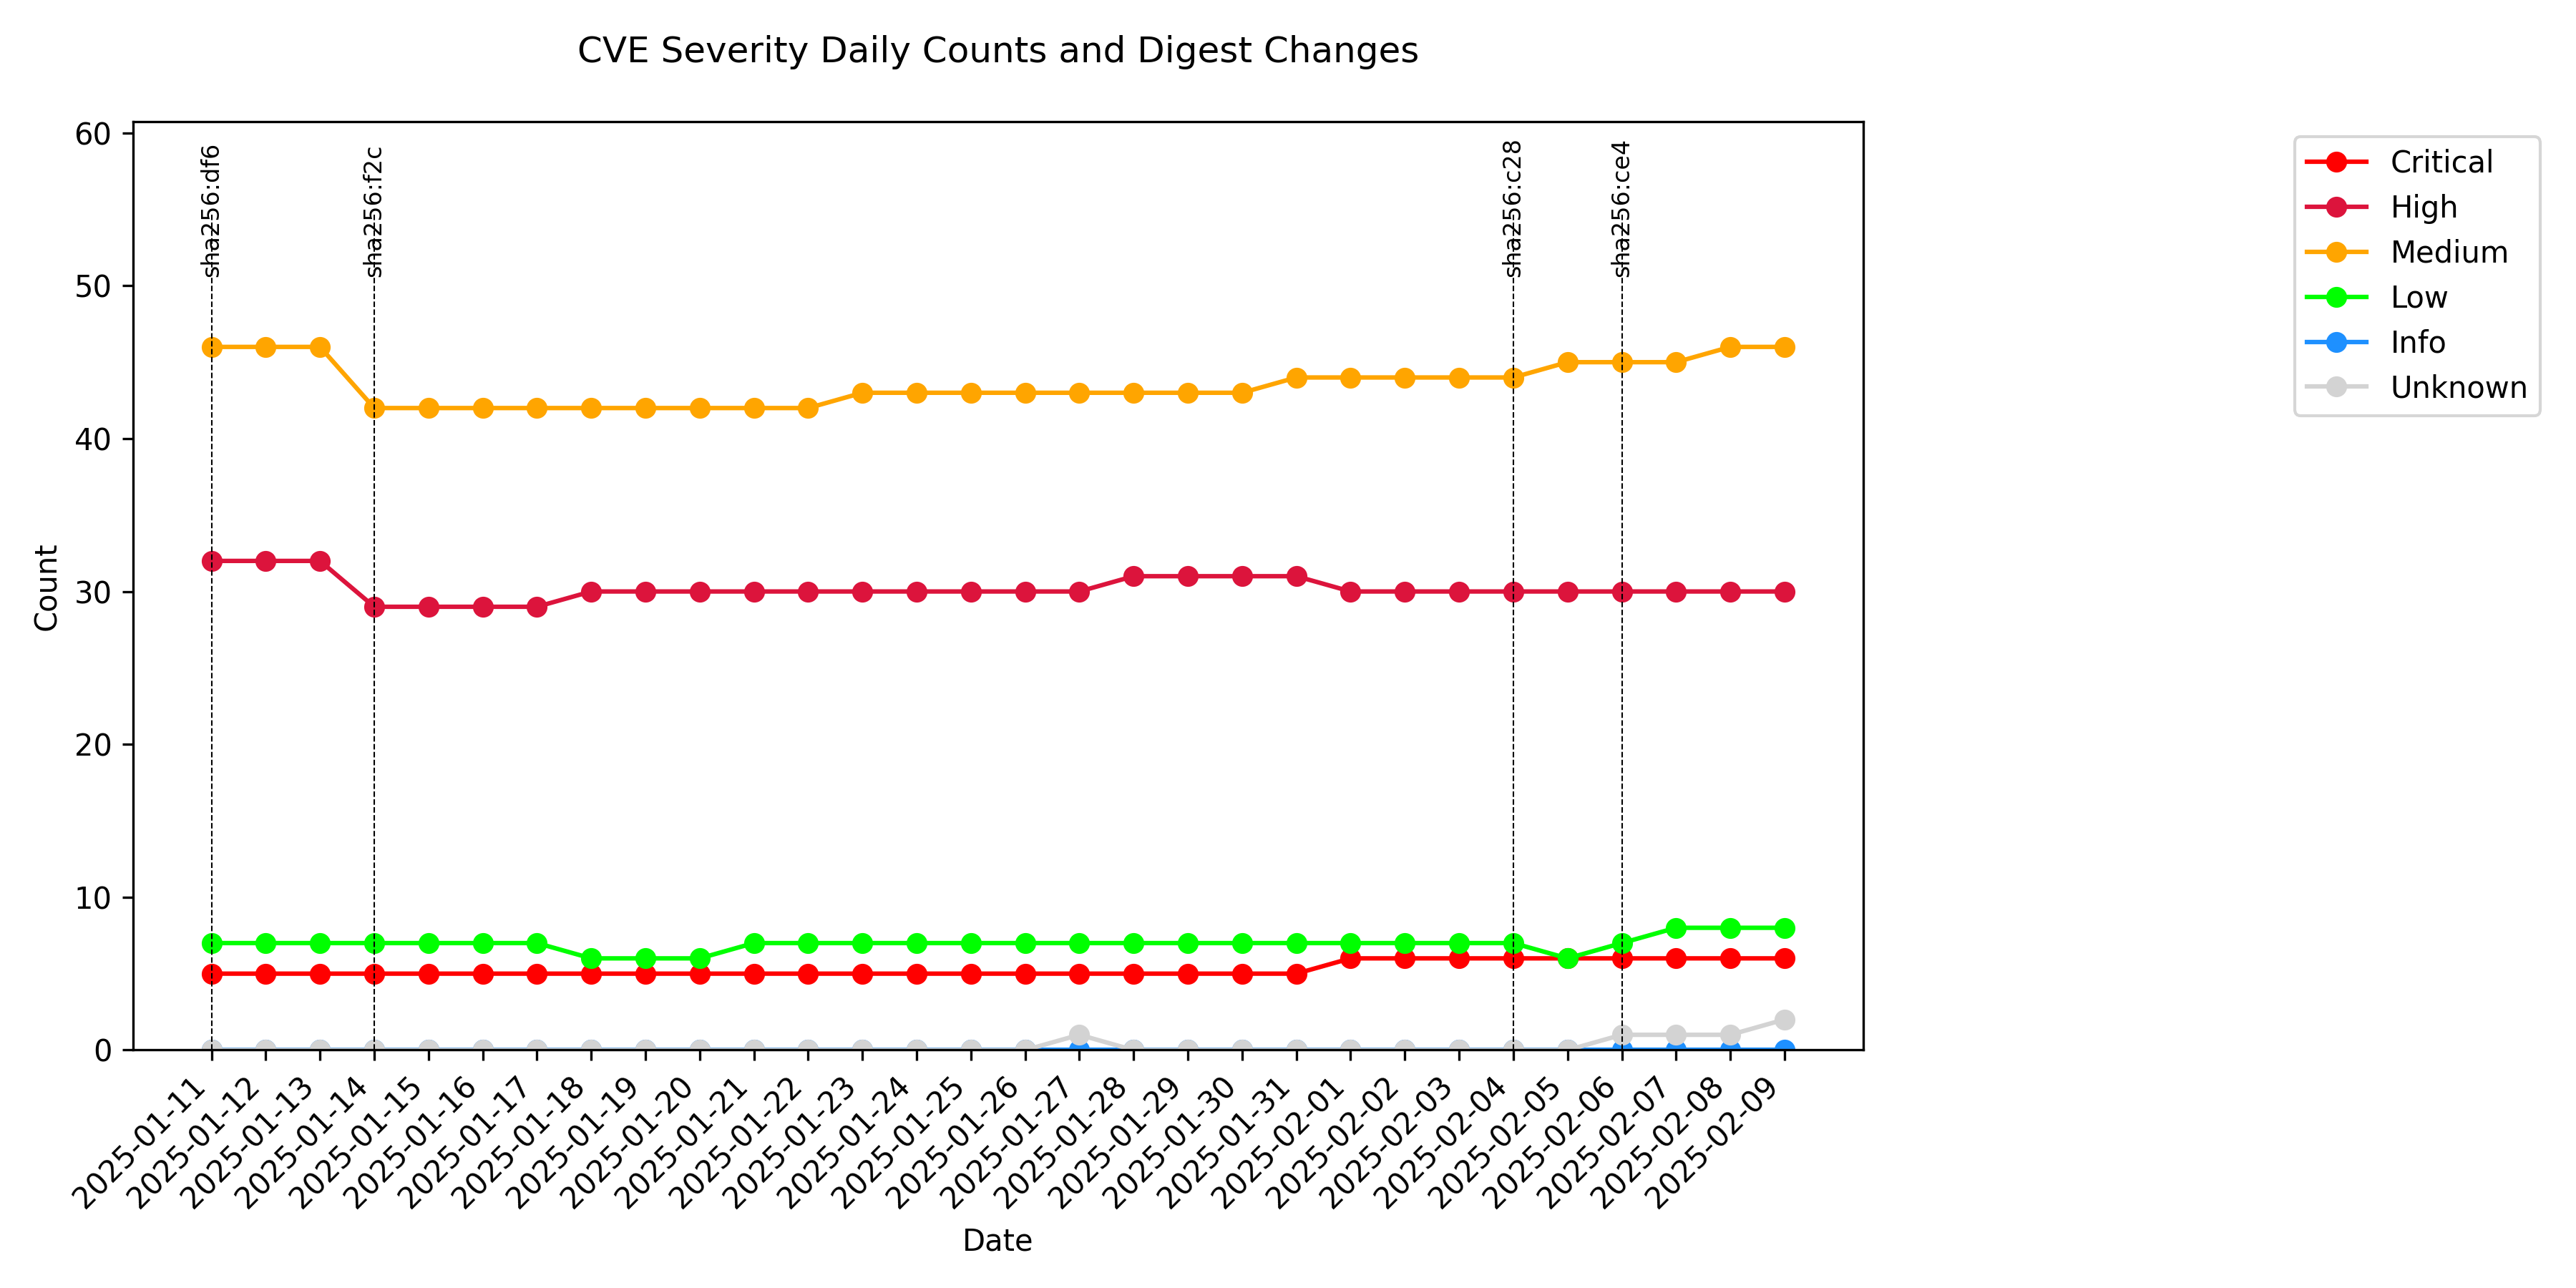 CVE Severity Daily Counts and Digest Changes
60
50
40
30
20
10
0
Count
sha256:df6
sha256:f2c
sha256:c28
sha256:ce4
Critical
High
Medium
Low
Info
Unknown
2025-01-11
2025-01-12
2025-01-13
2025-01-14
2025-01-15
2025-01-16
2025-01-17
2025-01-18
2025-01-19
2025-01-20
2025-01-21
2025-01-22
2025-01-23
2025-01-24
2025-01-25
2025-01-26
2025-01-27
2025-01-28
2025-01-29
2025-01-30
2025-01-31
2025-02-01
2025-02-02
2025-02-03
2025-02-04
2025-02-05
2025-02-06
2025-02-07
2025-02-08
2025-02-09
Date